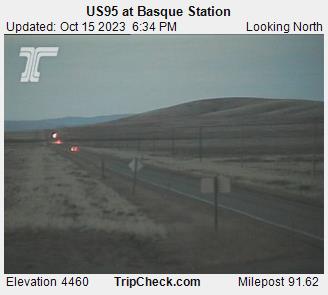 US95 at Basque Station
Updated: Oct 15 2023 6:34 PM Looking North
Elevation 4460 TripCheck.com Milepost 91.62